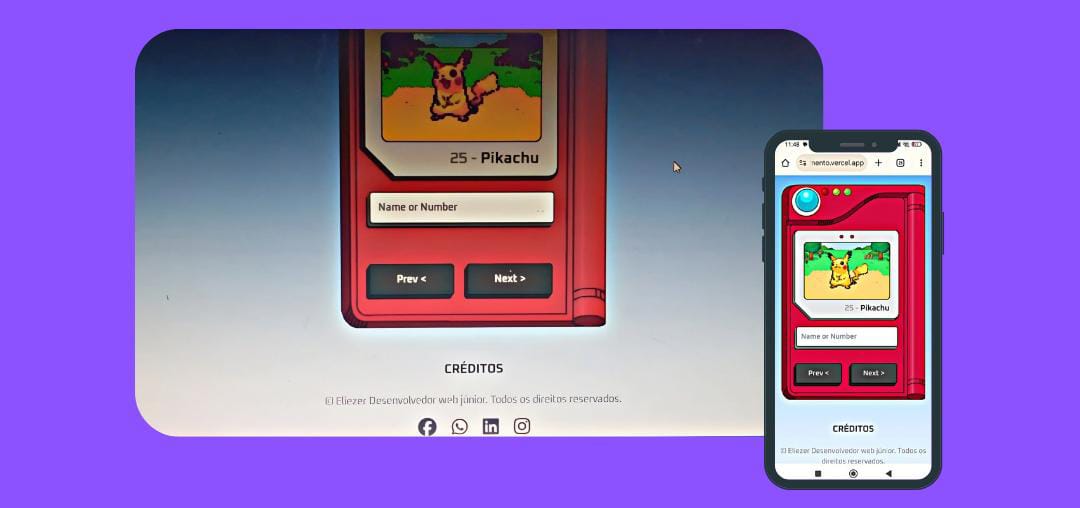 25 - Pikachu
Name or Number
Prev <
Next >
CRÉDITOS
© Eliezer Desenvolvedor web júnior. Todos os direitos reservados.
11:48
mento.vercel.app
25 - Pikachu
Name or Number
Prev <
Next >
CRÉDITOS
© Eliezer Desenvolvedor web júnior. Todos os
direitos reservados.